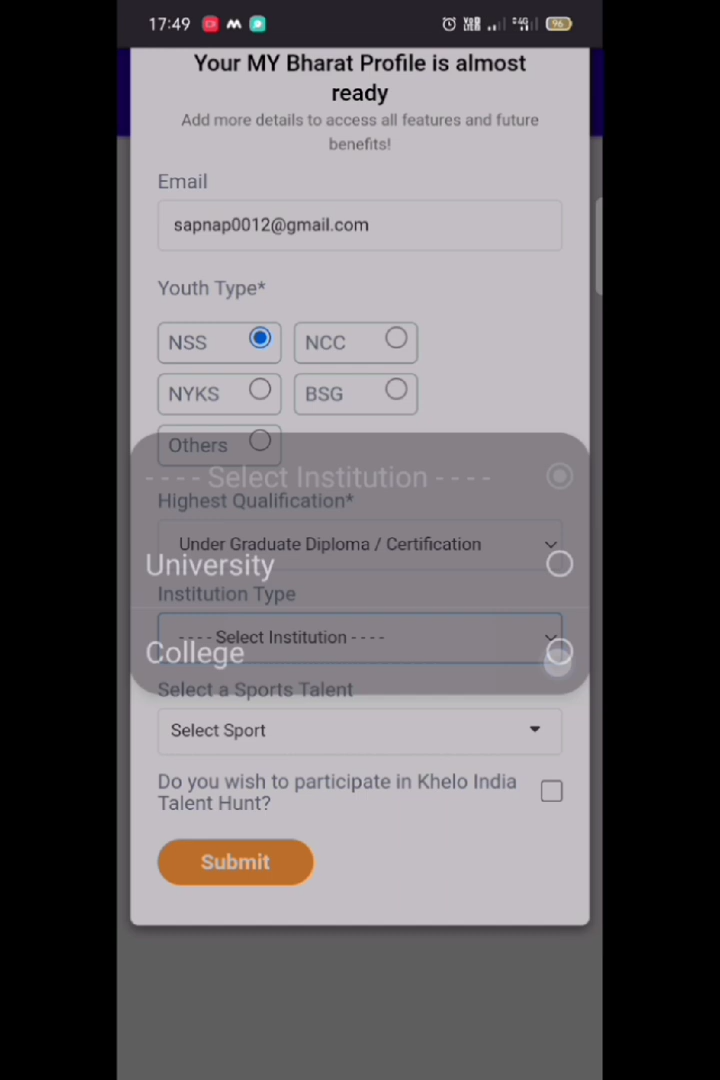 17:49
VoD
4G
96
Your MY Bharat Profile is almost
ready
Add more details to access all features and future
benefits!
Email
sapnap0012@gmail.com
Youth Type*
NSS
NCC
NYKS
BSG
Others
- - - - Select Institution - - - -
Highest Qualification*
Under Graduate Diploma / Certification
University
Institution Type
- - - - Select Institution - - - -
College
Select a Sports Talent
Select Sport
Do you wish to participate in Khelo India
Talent Hunt?
Submit